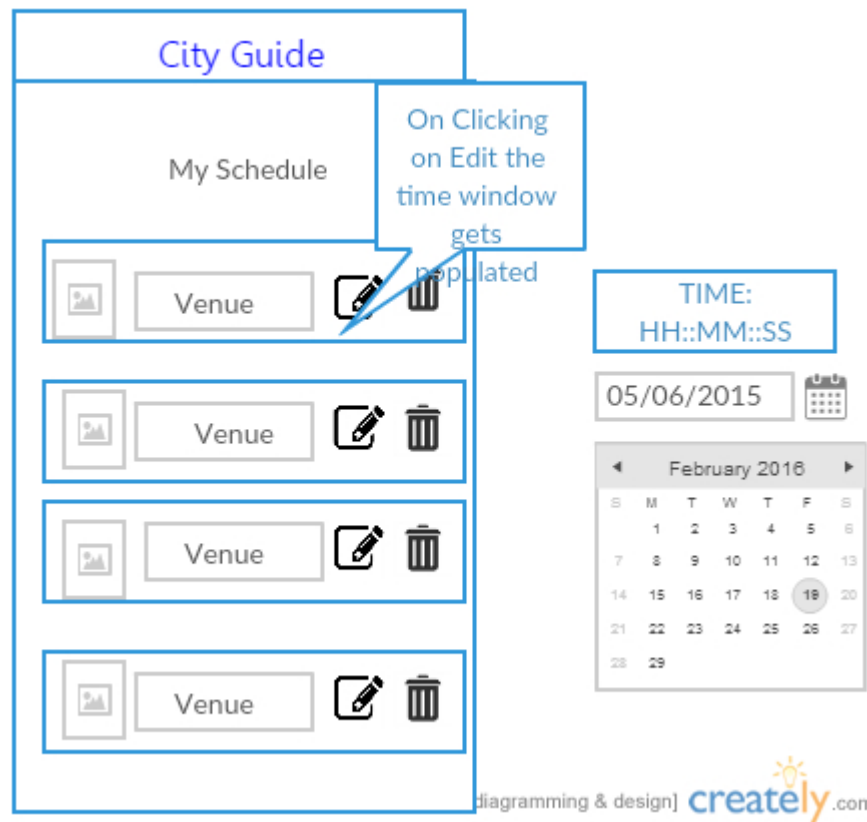 City Guide
My Schedule
On Clicking
on Edit the
time window
gets
populated
Venue
Venue
Venue
Venue
TIME:
HH::MM::SS
05/06/2015
February 2016
S M T W T F S
1 2 3 4 5 6
7 8 9 10 11 12 13
14 15 16 17 18 19 20
21 22 23 24 25 26 27
28 29
diagramming & design] creately.com